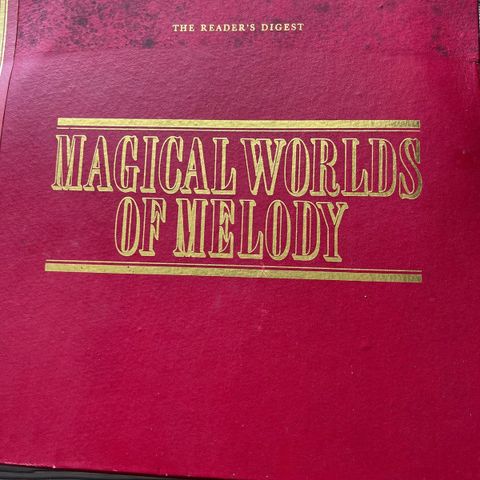 THE READER'S DIGEST
MAGICAL WORLDS
OF MELODY